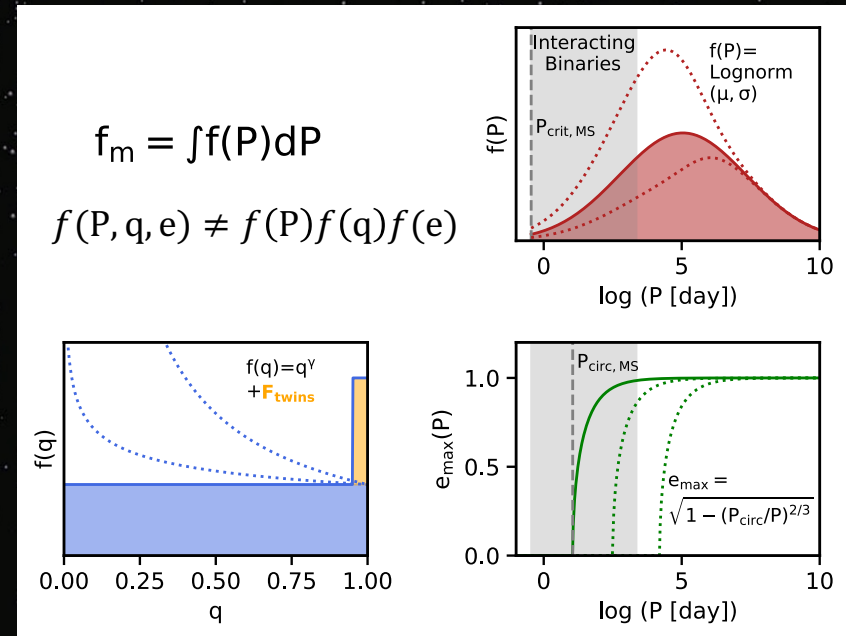 f_m = ∫f(P)dP
f(P, q, e) ≠ f(P)f(q)f(e)
Interacting
Binaries
f(P)=
Lognorm
(μ, σ)
P_crit, MS
f(P)
0 5 10
log (P [day])
f(q)=q^γ
+F_twins
f(q)
0.00 0.25 0.50 0.75 1.00
q
P_circ, MS
1.0
0.5
0.0
e_max(P)
e_max =
√1 − (P_circ/P)^2/3
0 5 10
log (P [day])